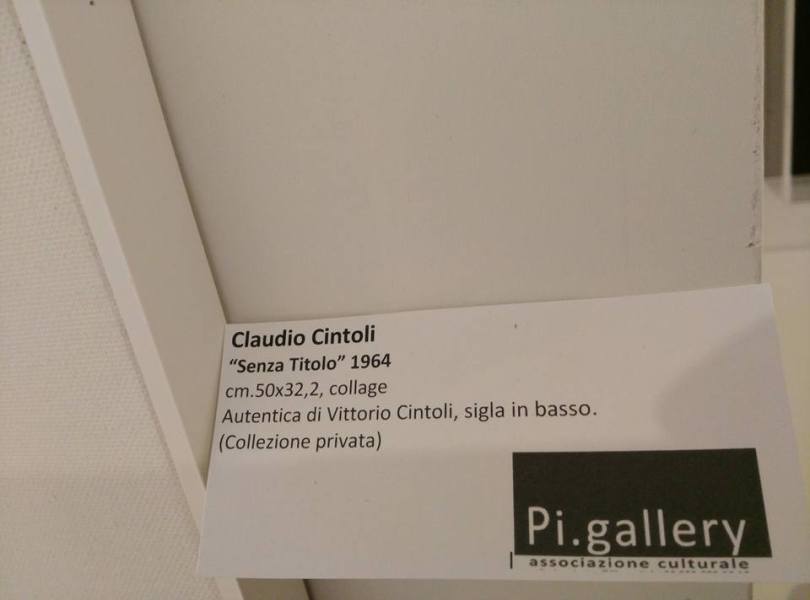 Claudio Cintoli
“Senza Titolo” 1964
cm.50x32,2, collage
Autentica di Vittorio Cintoli, sigla in basso.
(Collezione privata)
Pi.gallery
associazione culturale